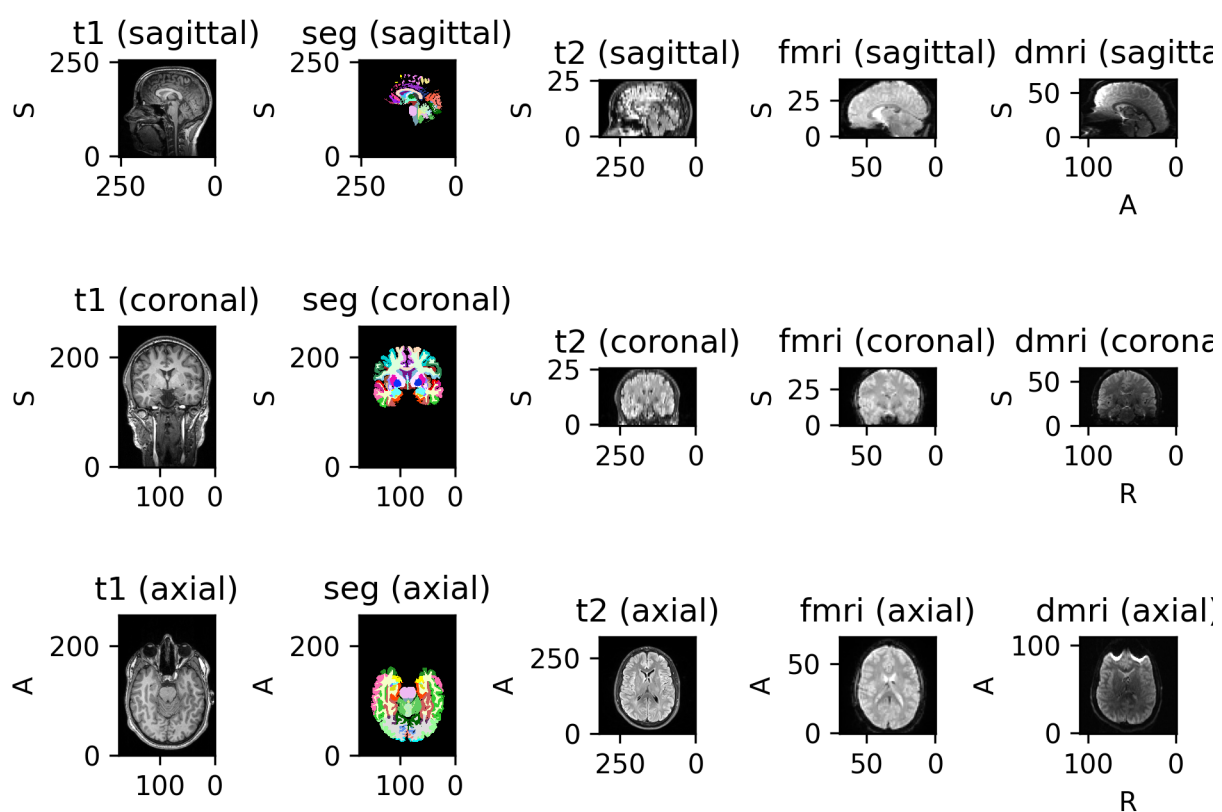 t1 (sagittal)
250
S
0
250 0
seg (sagittal)
250
S
0
250 0
t2 (sagittal)
25
S
0
250 0
fmri (sagittal)
25
S
0
50 0
dmri (sagitta
50
S
0
100 0
A
t1 (coronal)
200
S
0
100 0
seg (coronal)
200
S
0
100 0
t2 (coronal)
25
S
0
250 0
fmri (coronal)
25
S
0
50 0
dmri (corona
50
S
0
100 0
R
t1 (axial)
200
A
0
100 0
seg (axial)
200
A
0
100 0
t2 (axial)
250
A
0
250 0
fmri (axial)
50
A
0
50 0
dmri (axial)
100
A
0
100 0
R